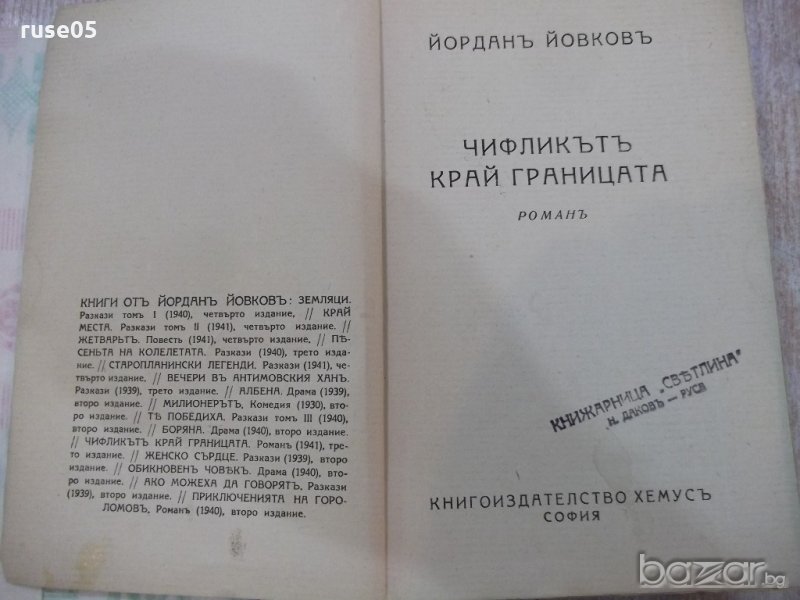 ruse05
КНИГИ ОТЪ ЙОРДАНЪ ЙОВКОВЪ: ЗЕМЛЯЦИ.
Разкази томъ I (1940), четвърто издание, // КРАЙ
МЕСТА. Разкази томъ II (1941), четвърто издание. //
ЖЕТВАРЬТЪ. Повесть (1941), четвърто издание. // ПѢ-
СЕНЬТА НА КОЛЕЛЕТАТА. Разкази (1940), трето изда-
ние. // СТАРОПЛАНИНСКИ ЛЕГЕНДИ. Разкази (1941), че-
твърто издание. // ВЕЧЕРИ ВЪ АНТИМОВСКИЯ ХАНЪ.
Разкази (1939), трето издание. // АЛБЕНА. Драма (1939),
второ издание. // МИЛИОНЕРЪТЪ, Комедия (1930), вто-
ро издание. // ТѢ ПОБЕДИХА. Разкази томъ III (1940),
второ издание. // БОРЯНА. Драма (1940), второ издание.
// ЧИФЛИКЪТЪ КРАЙ ГРАНИЦАТА. Романъ (1941), тре-
то издание. // ЖЕНСКО СЪРДЦЕ. Разкази (1939), второ
издание. // ОБИКНОВЕНЪ ЧОВѢКЪ. Драма (1940), вто-
ро издание. // АКО МОЖЕХА ДА ГОВОРЯТЪ. Разкази
(1939), второ издание. // ПРИКЛЮЧЕНИЯТА НА ГОРО-
ЛОМОВЪ. Романъ (1940), второ издание.
ЙОРДАНЪ ЙОВКОВЪ
ЧИФЛИКЪТЪ
КРАЙ ГРАНИЦАТА
РОМАНЪ
КНИЖАРНИЦА „СВѢТЛИНА"
Н. ДАКОВЪ — РУСЕ
КНИГОИЗДАТЕЛСТВО ХЕМУСЪ
СОФИЯ
bazar.bg